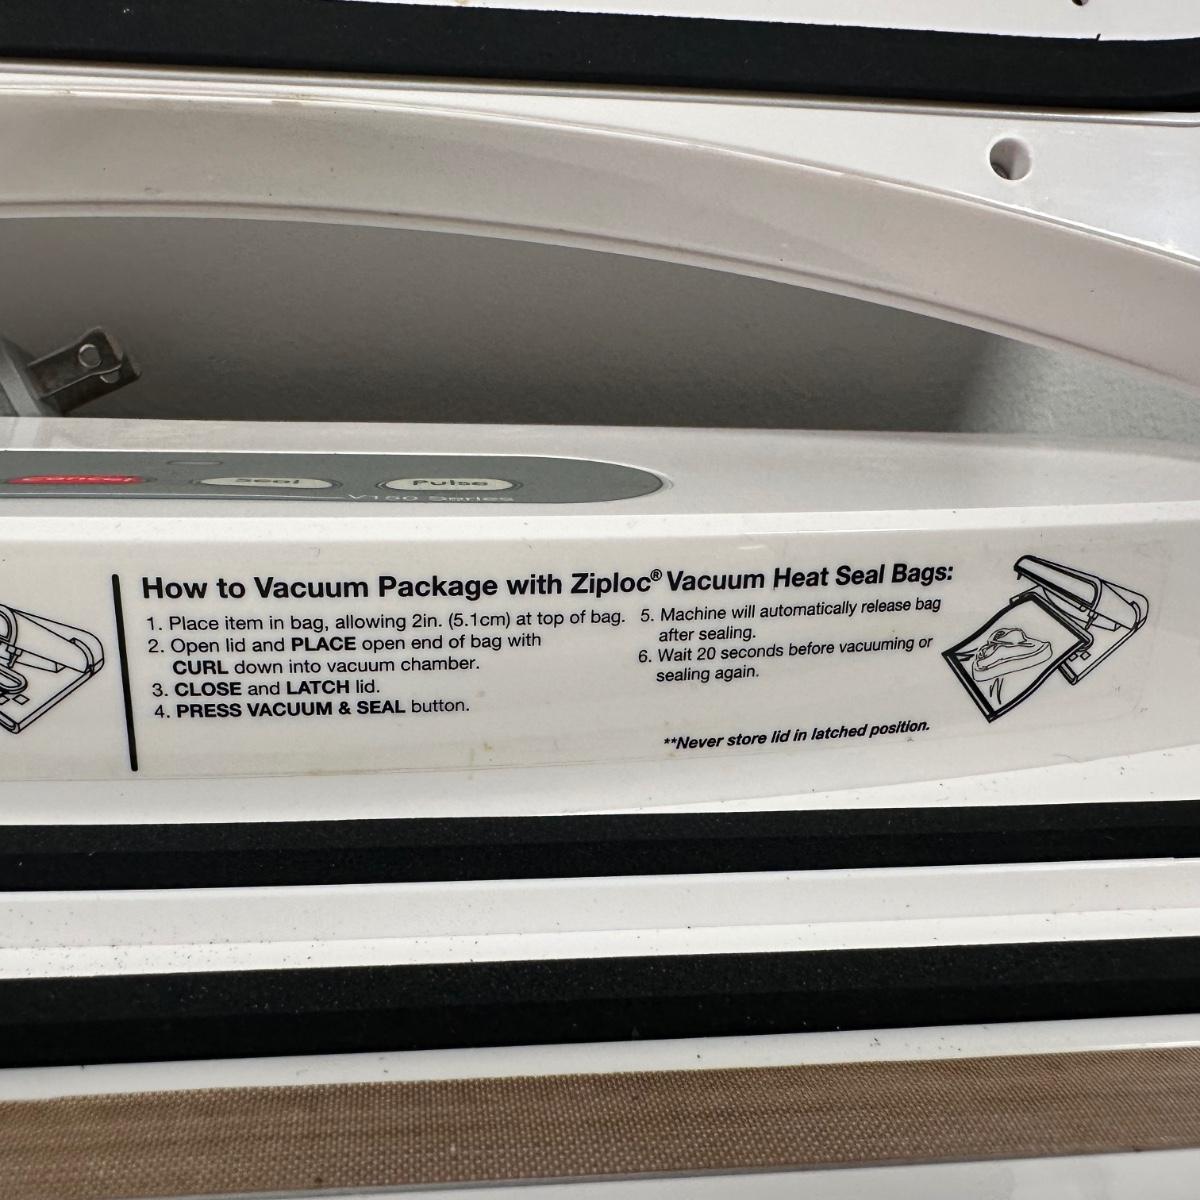 Cancel
Seal
Pulse
V150 Series
How to Vacuum Package with Ziploc® Vacuum Heat Seal Bags:
1. Place item in bag, allowing 2in. (5.1cm) at top of bag.
2. Open lid and PLACE open end of bag with
CURL down into vacuum chamber.
3. CLOSE and LATCH lid.
4. PRESS VACUUM & SEAL button.
5. Machine will automatically release bag
after sealing.
6. Wait 20 seconds before vacuuming or
sealing again.
**Never store lid in latched position.